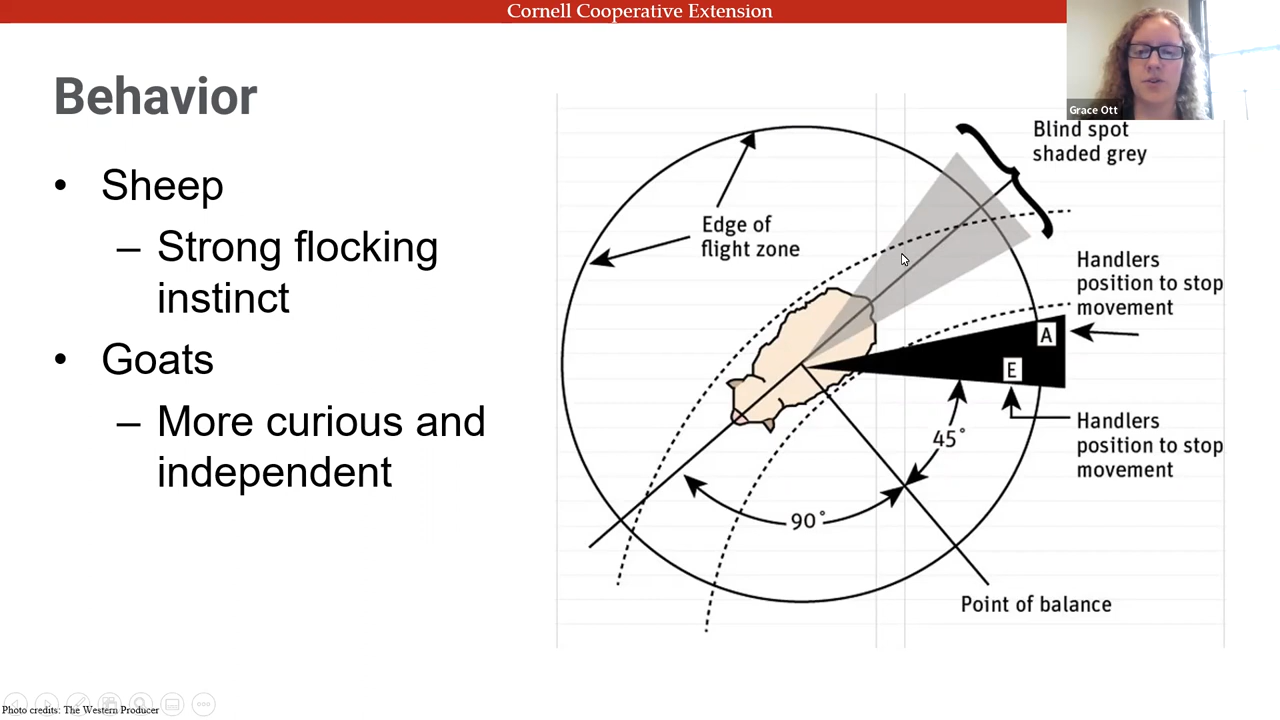 Cornell Cooperative Extension
Grace Ott
Behavior
• Sheep
– Strong flocking
instinct
• Goats
– More curious and
independent
Blind spot
shaded grey
Edge of
flight zone
Handlers
position to stop
movement
A
E
Handlers
position to stop
movement
45°
90°
Point of balance
Photo credits: The Western Producer